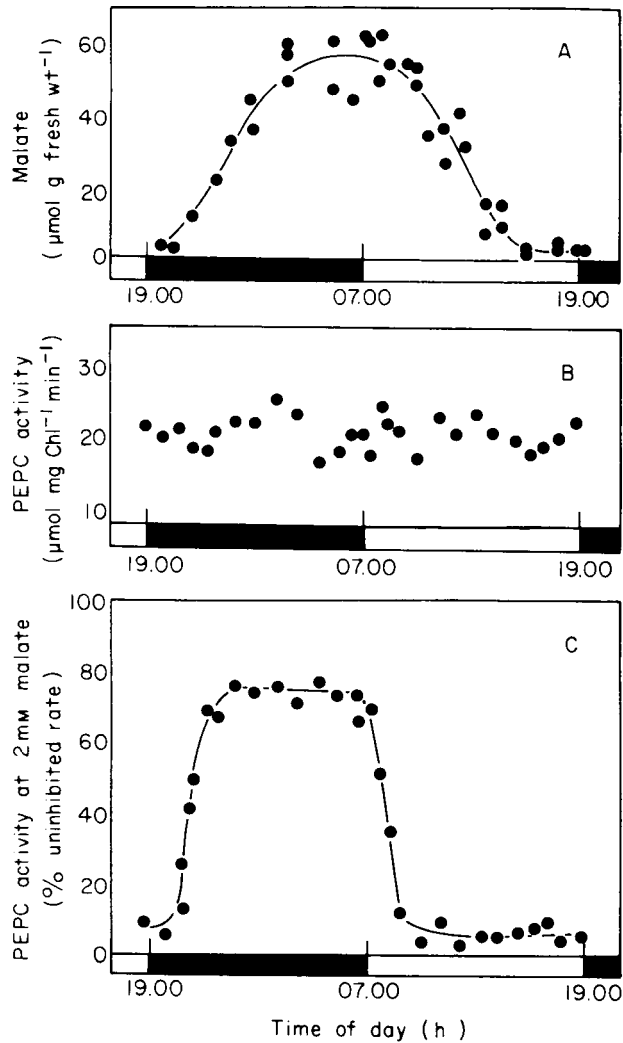 Malate
(μmol g fresh wt⁻¹)
60
40
20
0
A
19.00
07.00
19.00
PEPC activity
(μmol mg Chl⁻¹ min⁻¹)
30
20
10
B
19.00
07.00
19.00
PEPC activity at 2mM malate
(% uninhibited rate)
100
80
60
40
20
0
C
19.00
07.00
19.00
Time of day (h)